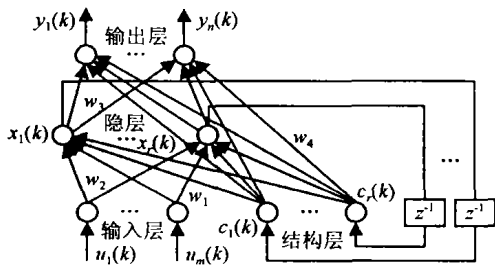 y₁(k) yₙ(k)
输出层
...
w₃
x₁(k) 隐层 w₄
... xᵣ(k) ...
w₂ w₁ cᵣ(k)
... c₁(k) ... z⁻¹ z⁻¹
输入层 结构层
u₁(k) uₘ(k)